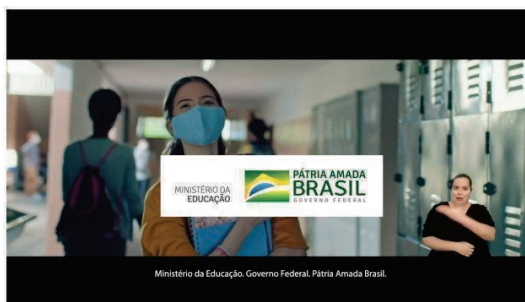 MINISTÉRIO DA
EDUCAÇÃO
PÁTRIA AMADA
BRASIL
GOVERNO FEDERAL
Ministério da Educação. Governo Federal. Pátria Amada Brasil.